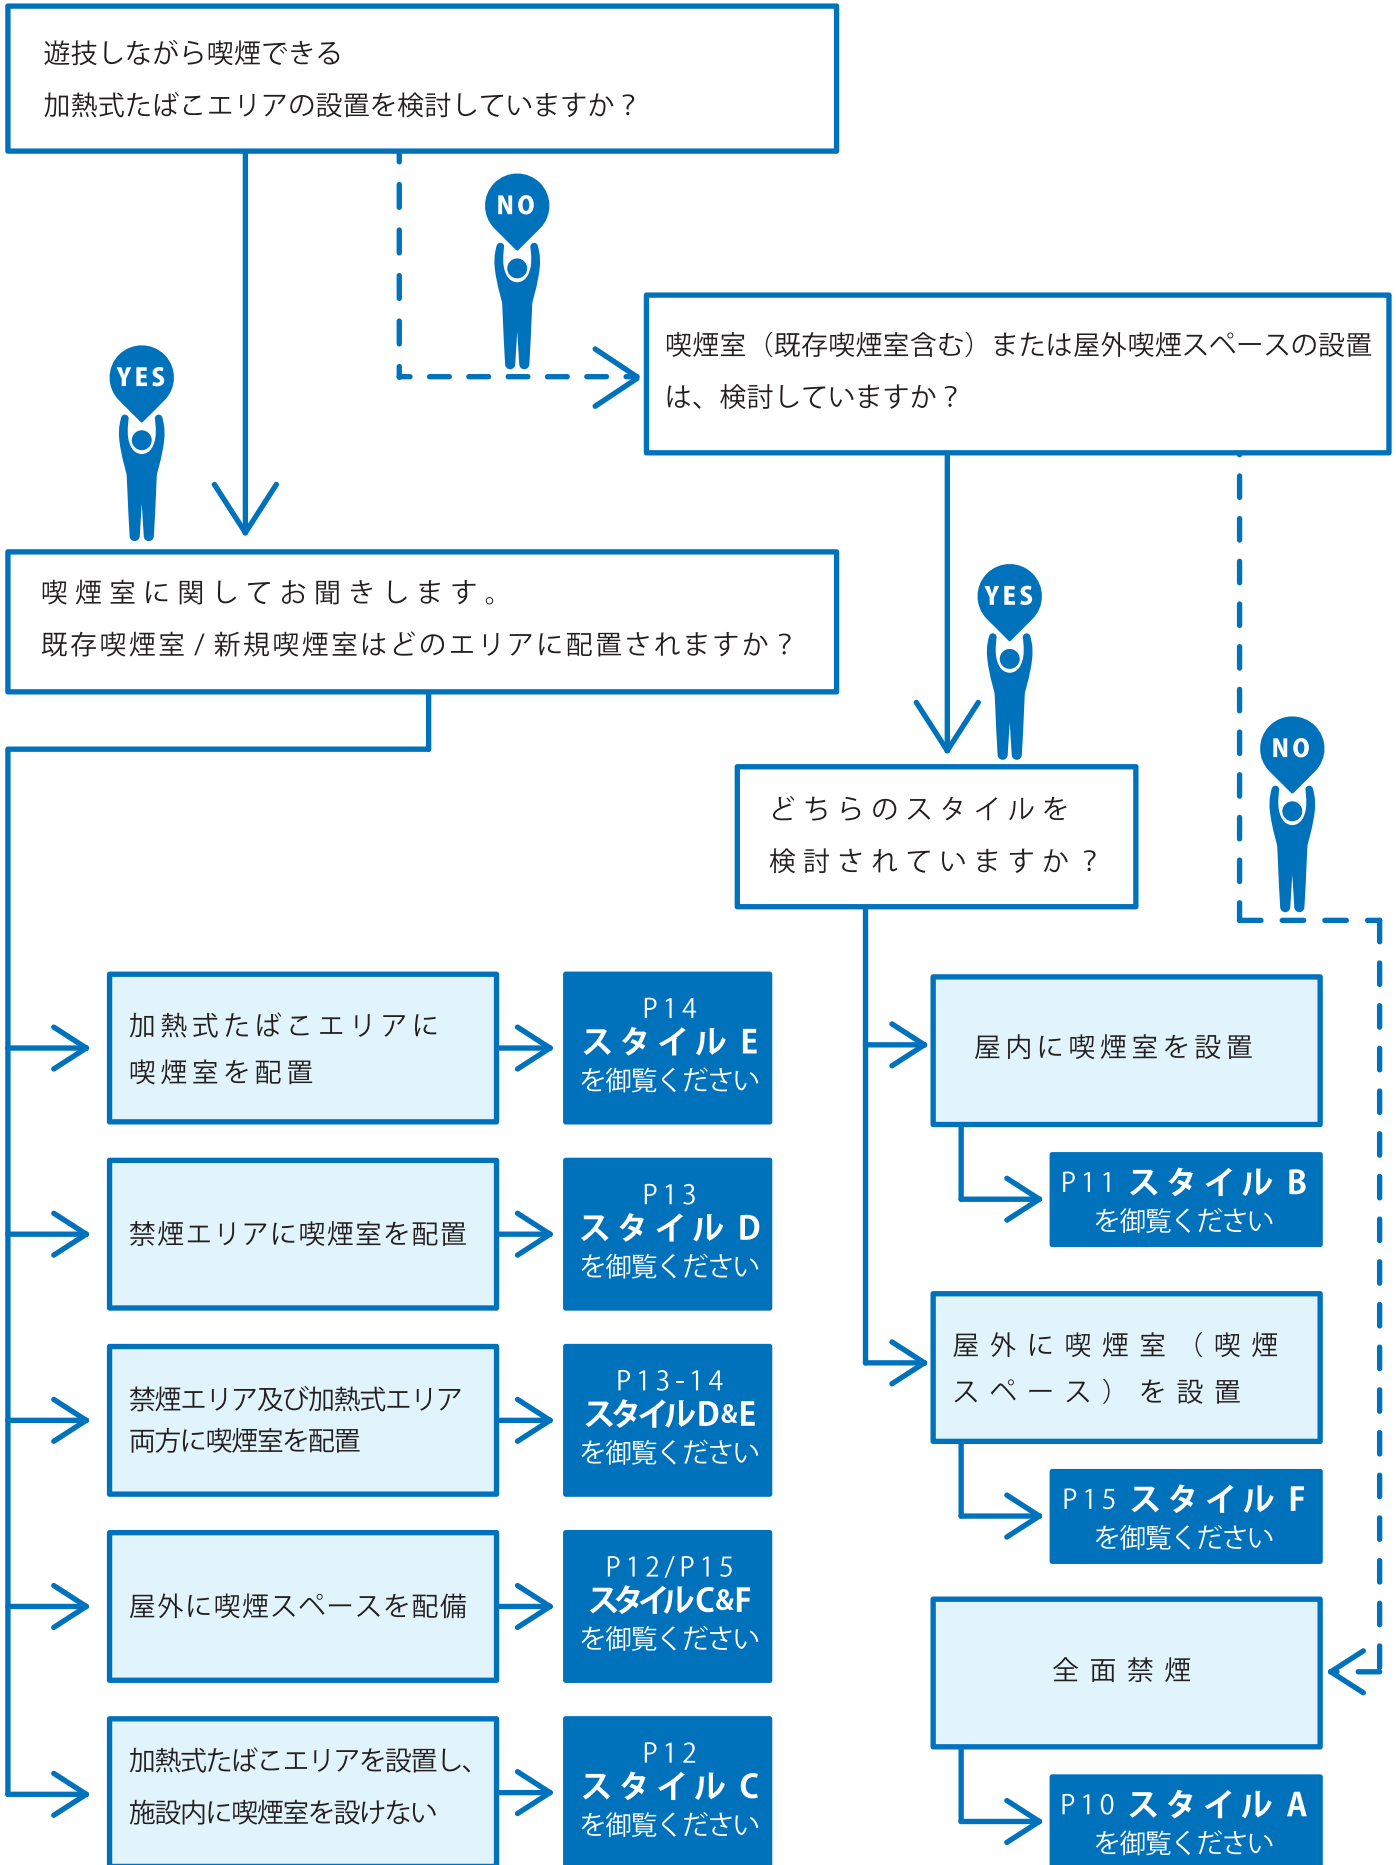 遊技しながら喫煙できる
加熱式たばこエリアの設置を検討していますか？
NO
喫煙室（既存喫煙室含む）または屋外喫煙スペースの設置
は、検討していますか？
YES
喫煙室に関してお聞きします。
既存喫煙室/新規喫煙室はどのエリアに配置されますか？
YES
NO
どちらのスタイルを
検討されていますか？
加熱式たばこエリアに
喫煙室を配置
P14
スタイル E
を御覧ください
禁煙エリアに喫煙室を配置
P13
スタイル D
を御覧ください
禁煙エリア及び加熱式エリア
両方に喫煙室を配置
P13-14
スタイルD&E
を御覧ください
屋外に喫煙スペースを配備
P12/P15
スタイルC&F
を御覧ください
加熱式たばこエリアを設置し、
施設内に喫煙室を設けない
P12
スタイル C
を御覧ください
屋内に喫煙室を設置
P11 スタイル B
を御覧ください
屋外に喫煙室（喫煙
スペース）を設置
P15 スタイル F
を御覧ください
全面禁煙
P10 スタイル A
を御覧ください